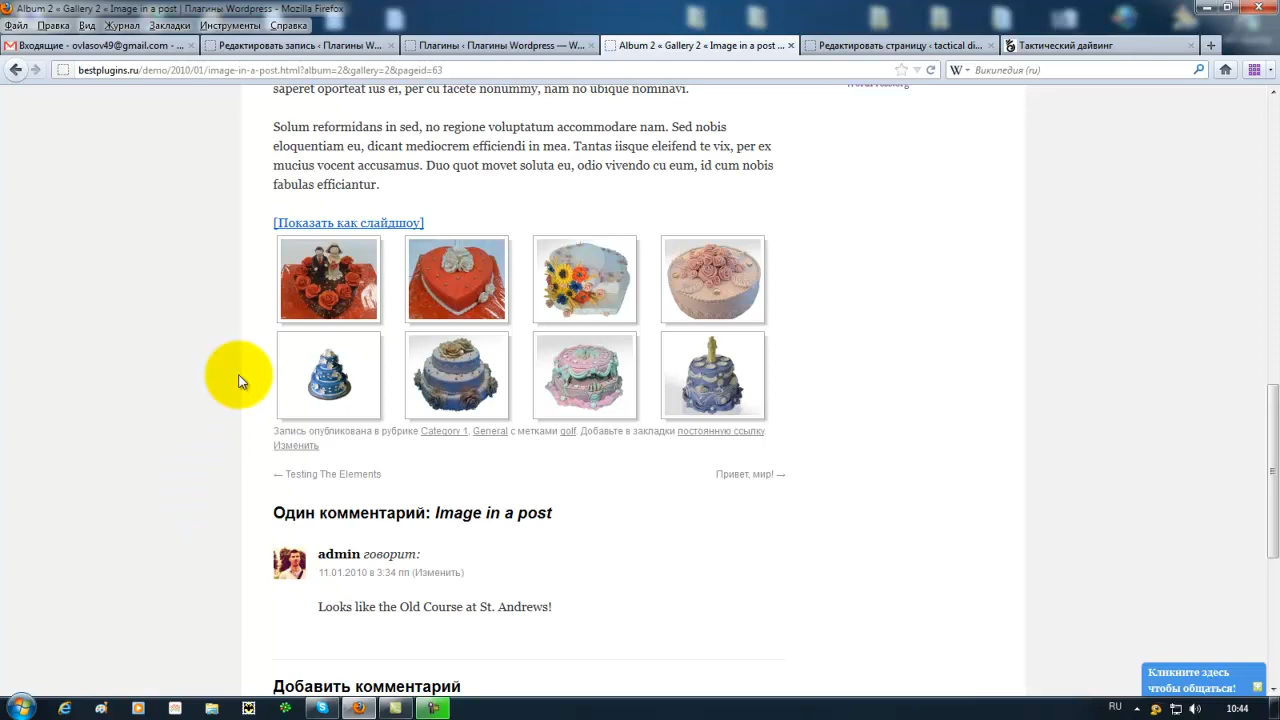 Album 2 « Gallery 2 « Image in a post | Плагины Wordpress - Mozilla Firefox
Файл Правка Вид Журнал Закладки Инструменты Справка
Входящие - ovlasov49@gmail.com - ...
Редактировать запись ‹ Плагины W...
Плагины ‹ Плагины Wordpress — W...
Album 2 « Gallery 2 « Image in a post ...
Редактировать страницу ‹ tactical di...
Тактический дайвинг
bestplugins.ru/demo/2010/01/image-in-a-post.html?album=2&gallery=2&pageid=63
Википедия (ru)
saperet oporteat ius ei, per cu facete nonummy, nam no ubique nominavi.
Solum reformidans in sed, no regione voluptatum accommodare nam. Sed nobis
eloquentiam eu, dicant mediocrem efficiendi in mea. Tantas iisque eleifend te vix, per ex
mucius vocent accusamus. Duo quot movet soluta eu, odio vivendo cu eum, id cum nobis
fabulas efficiantur.
[Показать как слайдшоу]
Запись опубликована в рубрике Category 1, General с метками golf. Добавьте в закладки постоянную ссылку.
Изменить
← Testing The Elements
Привет, мир! →
Один комментарий: Image in a post
admin говорит:
11.01.2010 в 3:34 пп (Изменить)
Looks like the Old Course at St. Andrews!
Добавить комментарий
Кликните здесь
чтобы общаться!
RU
10:44